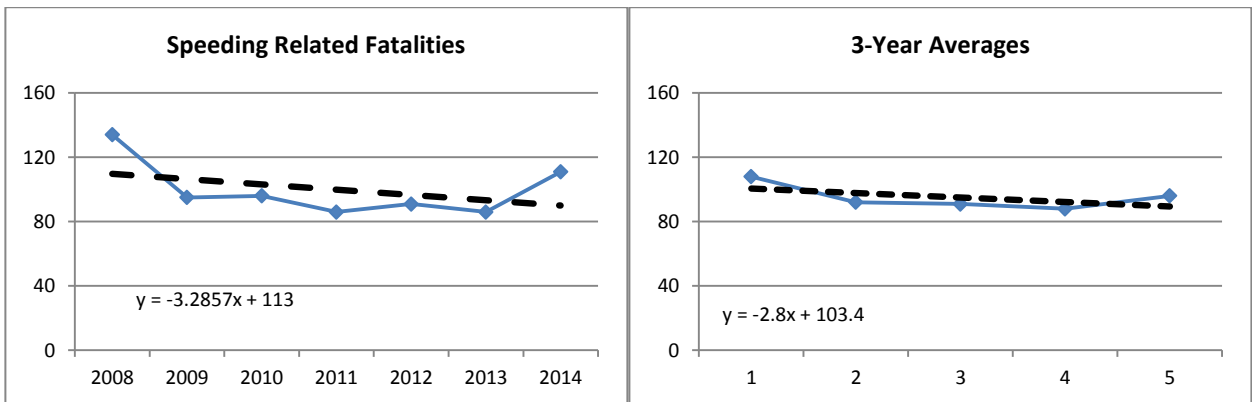 Speeding Related Fatalities
160
120
80
40
0
y = -3.2857x + 113
2008 2009 2010 2011 2012 2013 2014
3-Year Averages
160
120
80
40
0
y = -2.8x + 103.4
1 2 3 4 5